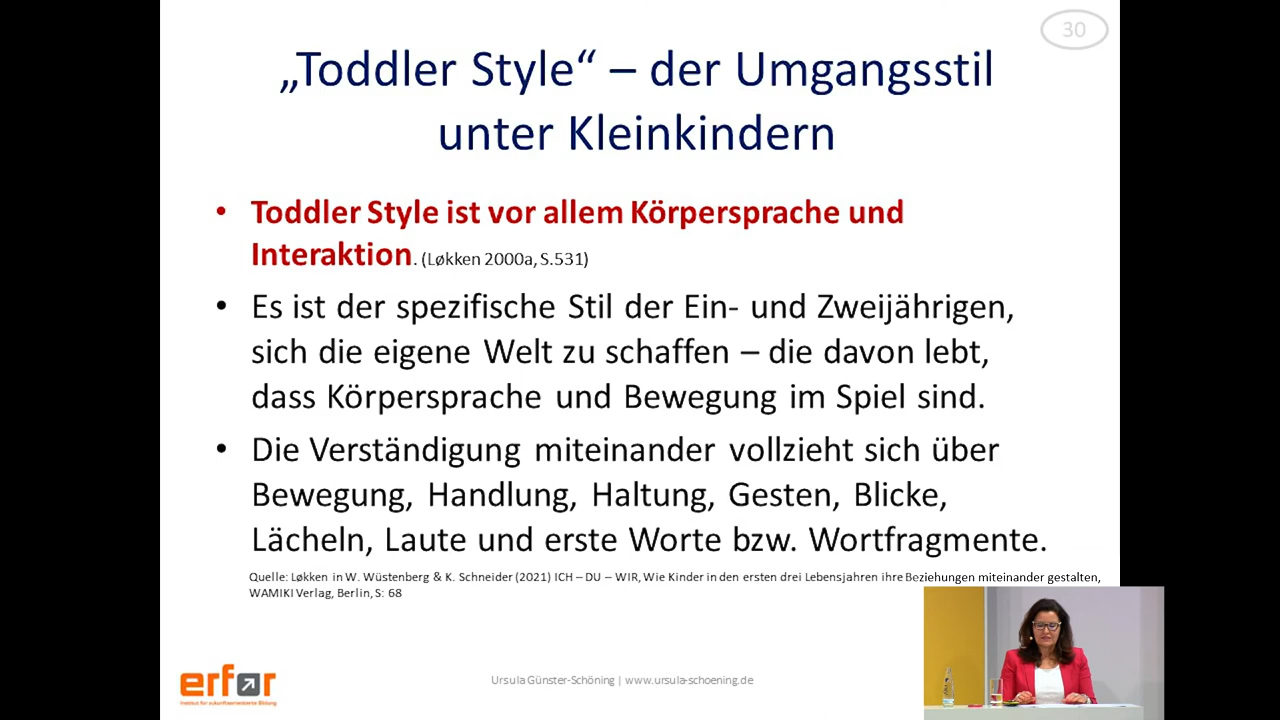 30
„Toddler Style“ – der Umgangsstil
unter Kleinkindern
• Toddler Style ist vor allem Körpersprache und
Interaktion. (Løkken 2000a, S.531)
• Es ist der spezifische Stil der Ein- und Zweijährigen,
sich die eigene Welt zu schaffen – die davon lebt,
dass Körpersprache und Bewegung im Spiel sind.
• Die Verständigung miteinander vollzieht sich über
Bewegung, Handlung, Haltung, Gesten, Blicke,
Lächeln, Laute und erste Worte bzw. Wortfragmente.
Quelle: Løkken in W. Wüstenberg & K. Schneider (2021) ICH – DU – WIR, Wie Kinder in den ersten drei Lebensjahren ihre Beziehungen miteinander gestalten,
WAMIKI Verlag, Berlin, S: 68
erfor
Institut für zukunftsorientierte Bildung
Ursula Günster-Schöning | www.ursula-schoening.de